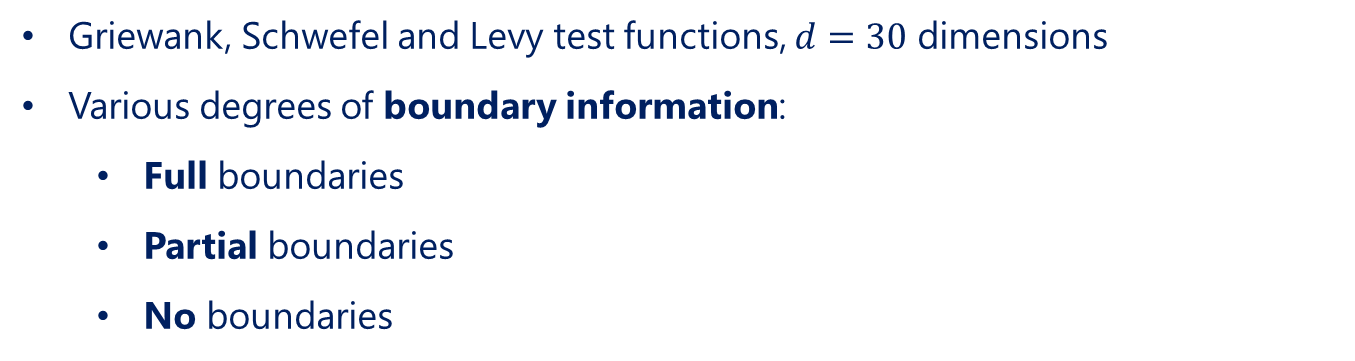 • Griewank, Schwefel and Levy test functions, d = 30 dimensions
• Various degrees of boundary information:
• Full boundaries
• Partial boundaries
• No boundaries